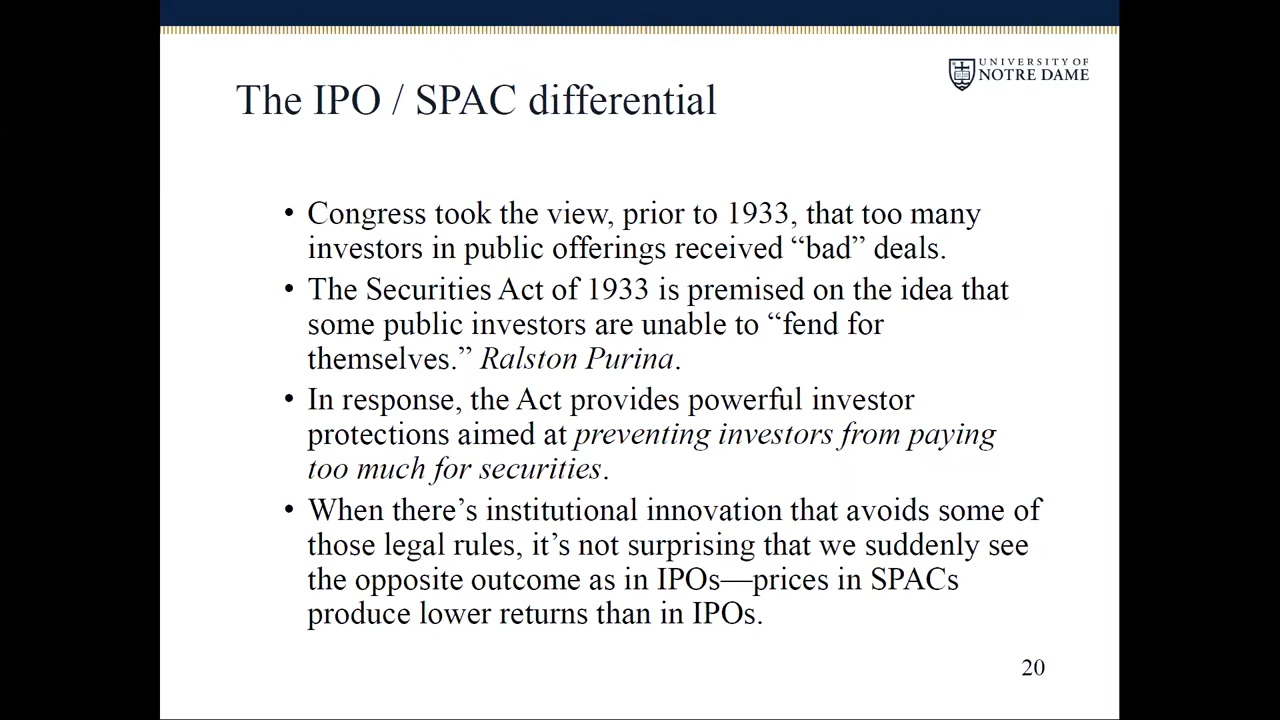 UNIVERSITY OF
NOTRE DAME
The IPO / SPAC differential
• Congress took the view, prior to 1933, that too many
investors in public offerings received “bad” deals.
• The Securities Act of 1933 is premised on the idea that
some public investors are unable to “fend for
themselves.” Ralston Purina.
• In response, the Act provides powerful investor
protections aimed at preventing investors from paying
too much for securities.
• When there’s institutional innovation that avoids some of
those legal rules, it’s not surprising that we suddenly see
the opposite outcome as in IPOs—prices in SPACs
produce lower returns than in IPOs.
20